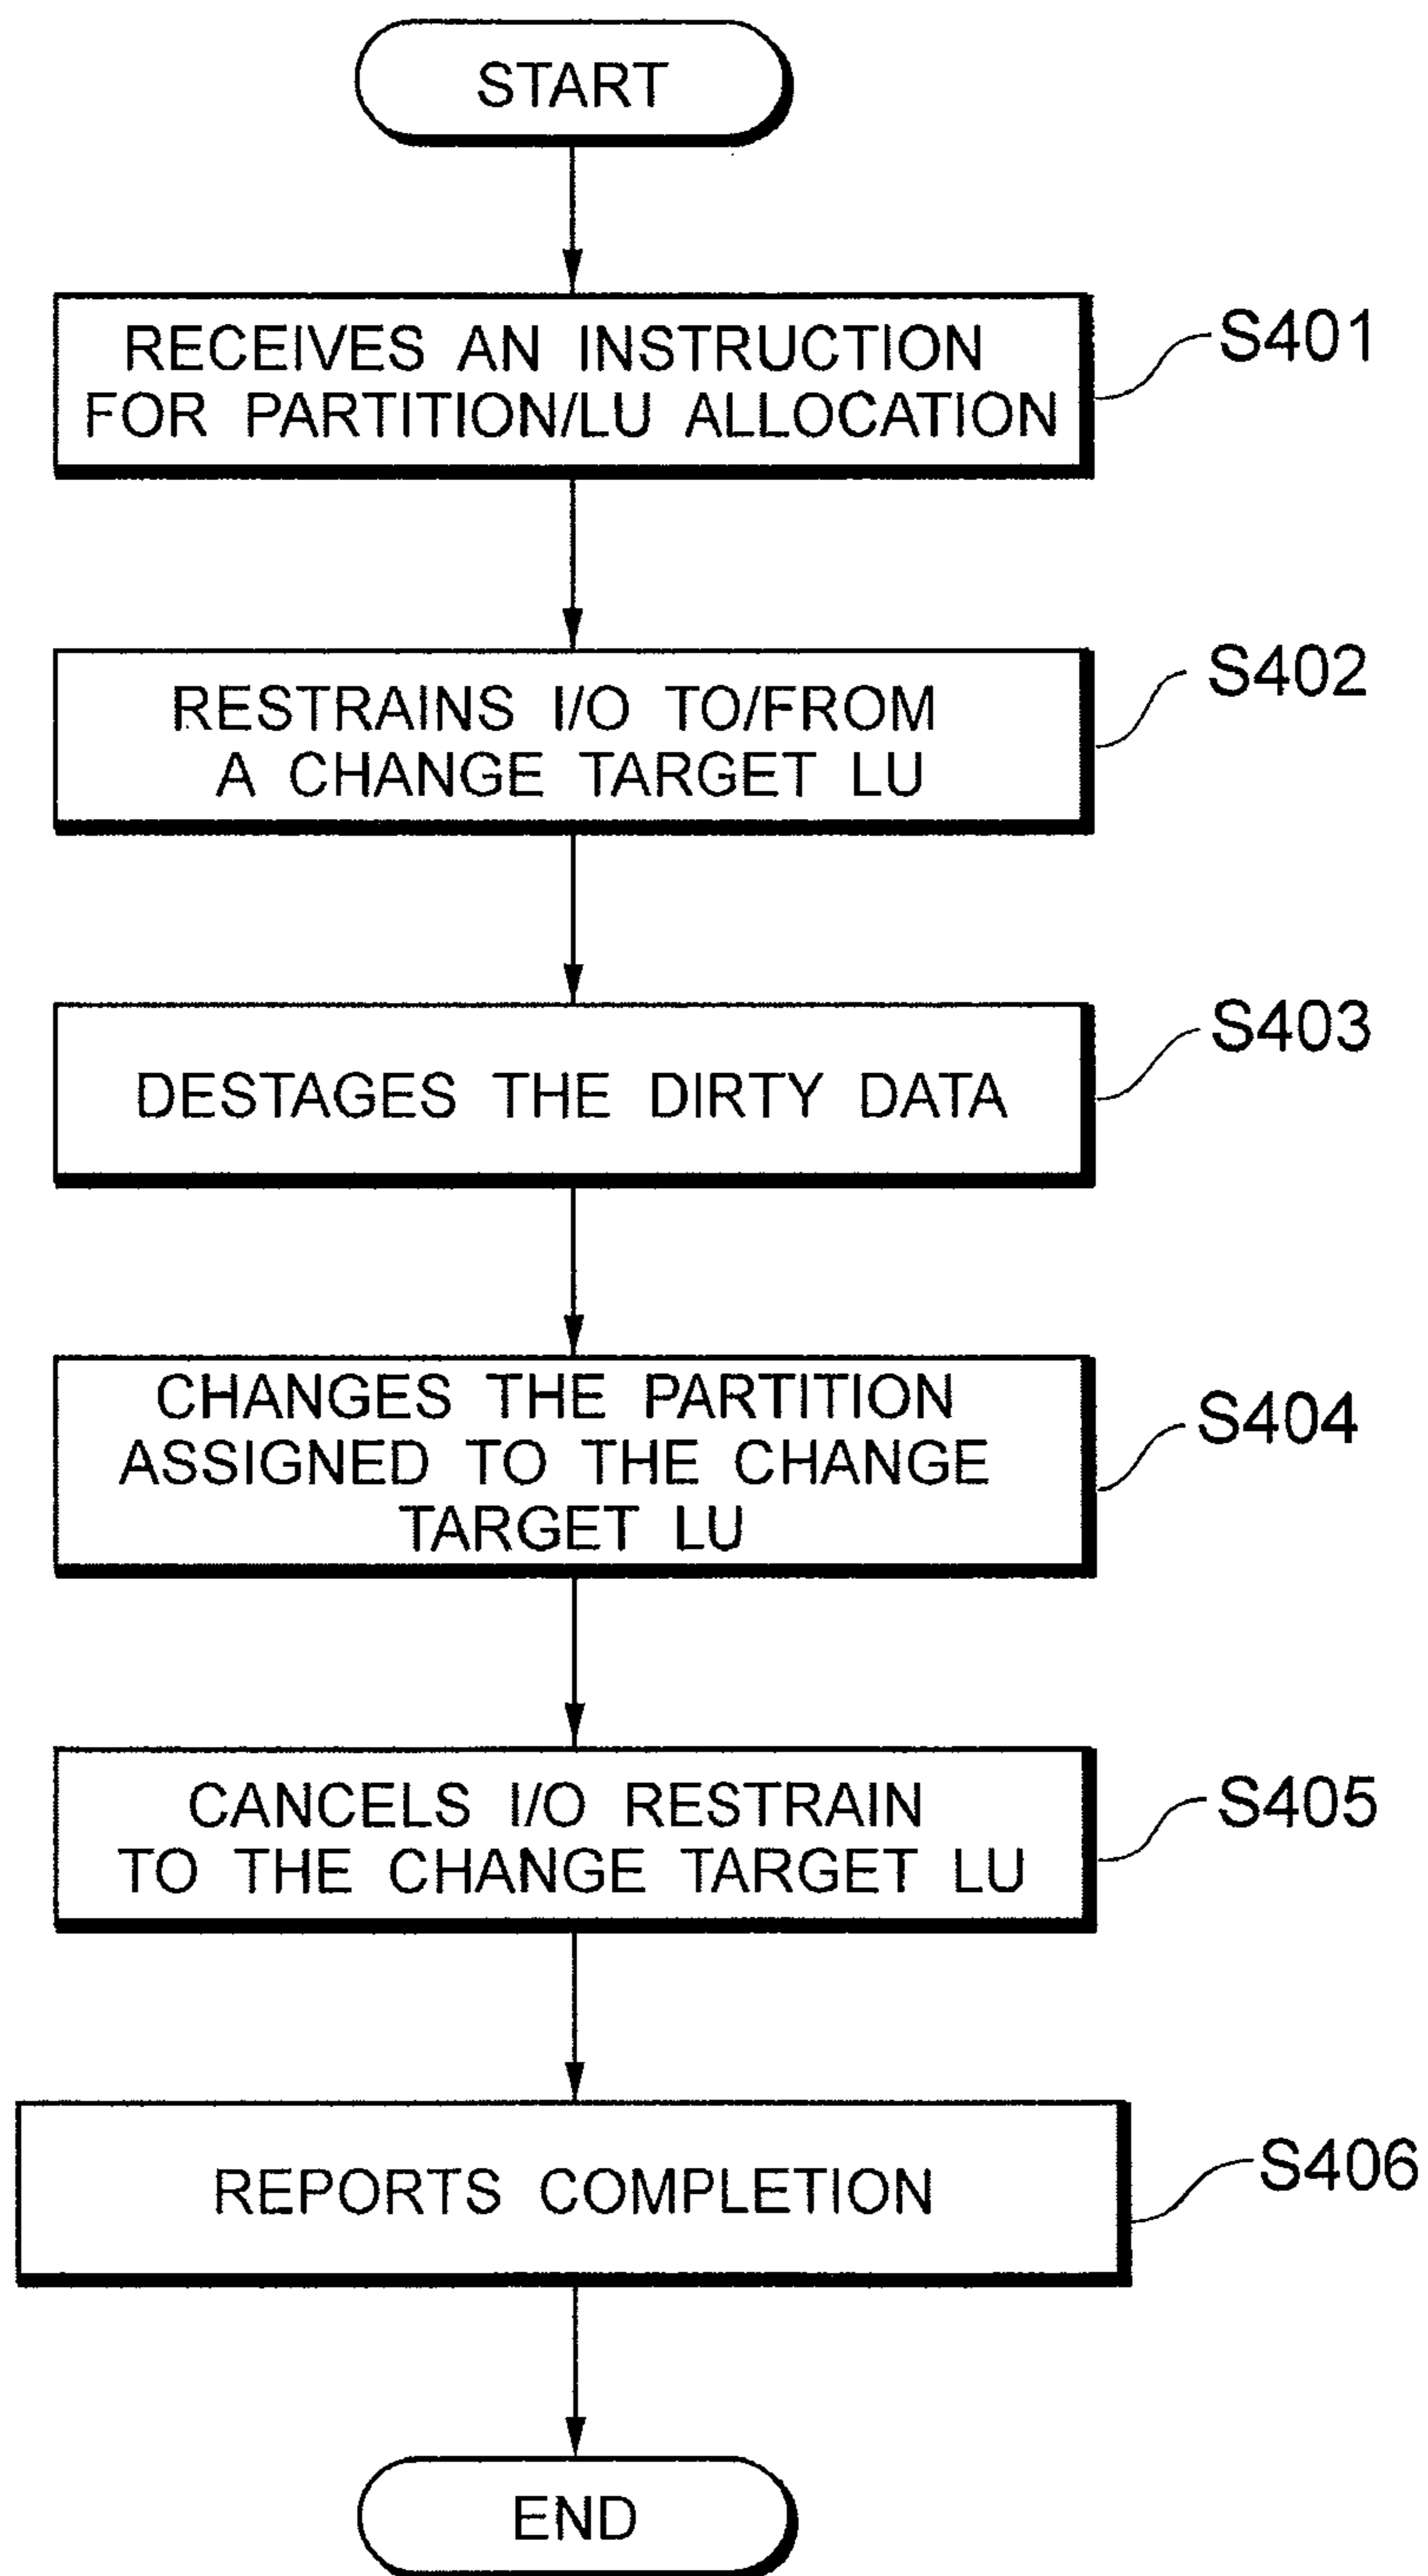 START
RECEIVES AN INSTRUCTION
FOR PARTITION/LU ALLOCATION
S401
RESTRAINS I/O TO/FROM
A CHANGE TARGET LU
S402
DESTAGES THE DIRTY DATA
S403
CHANGES THE PARTITION
ASSIGNED TO THE CHANGE
TARGET LU
S404
CANCELS I/O RESTRAIN
TO THE CHANGE TARGET LU
S405
REPORTS COMPLETION
S406
END